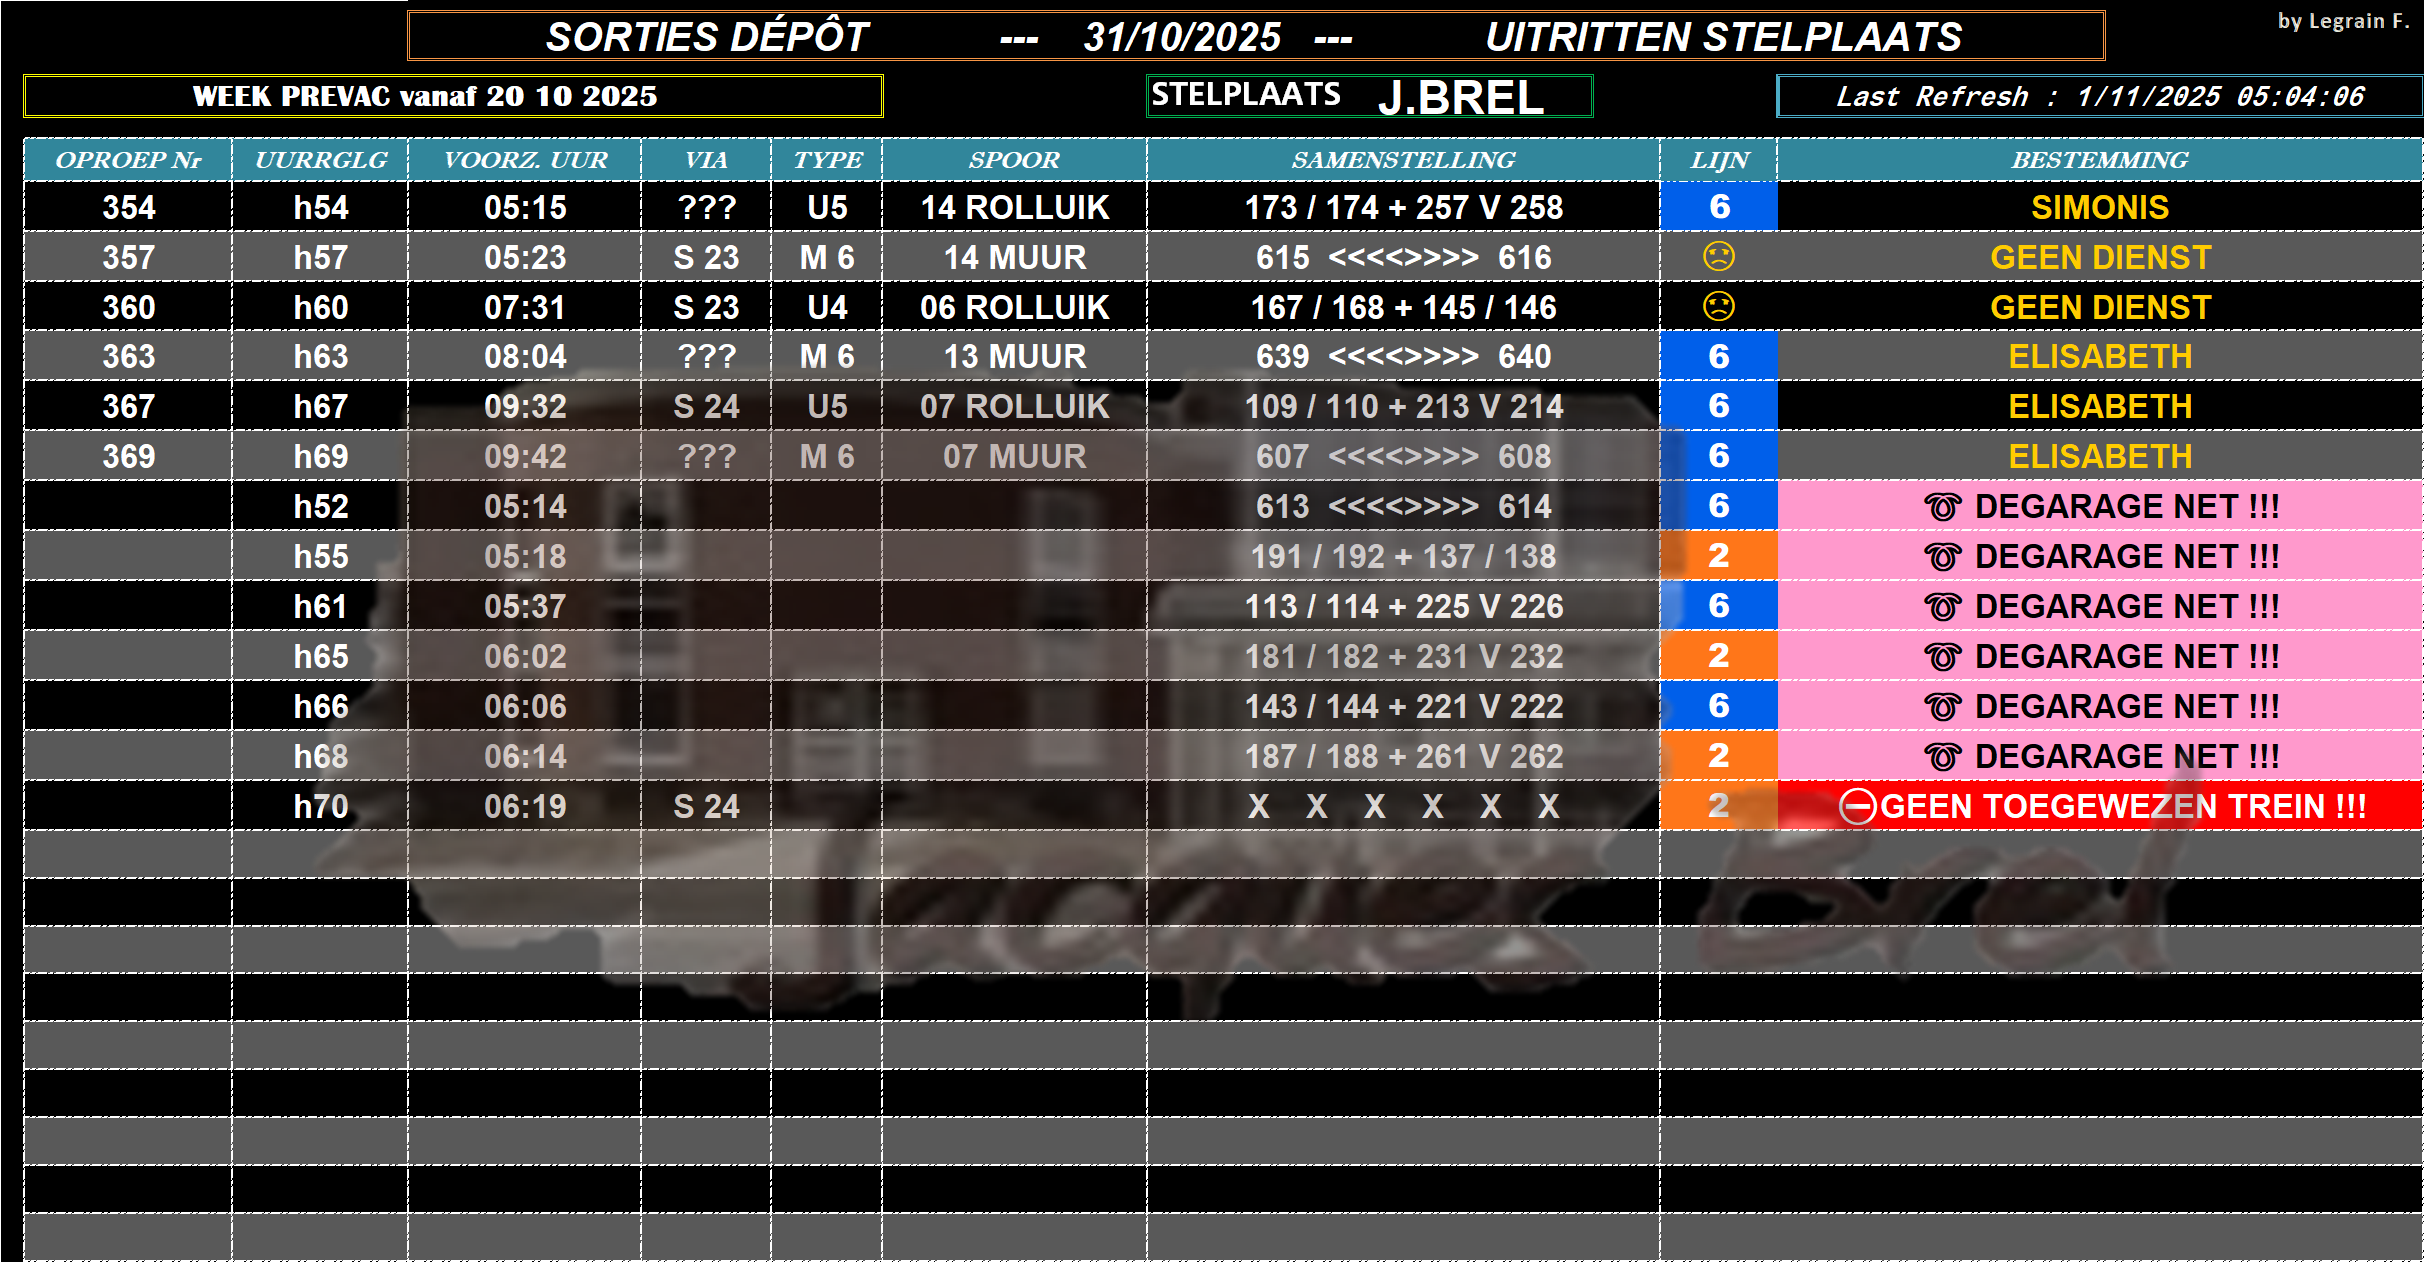 by Legrain F.
SORTIES DÉPÔT --- 31/10/2025 --- UITRITTEN STELPLAATS
WEEK PREVAC vanaf 20 10 2025 STELPLAATS J.BREL Last Refresh : 1/11/2025 05:04:06
OPROEP Nr UURRGLG VOORZ. UUR VIA TYPE SPOOR SAMENSTELLING LIJN BESTEMMING
354 h54 05:15 ??? U5 14 ROLLUIK 173 / 174 + 257 V 258 6 SIMONIS
357 h57 05:23 S 23 M 6 14 MUUR 615 <<<<>>>> 616 GEEN DIENST
360 h60 07:31 S 23 U4 06 ROLLUIK 167 / 168 + 145 / 146 GEEN DIENST
363 h63 08:04 ??? M 6 13 MUUR 639 <<<<>>>> 640 6 ELISABETH
367 h67 09:32 S 24 U5 07 ROLLUIK 109 / 110 + 213 V 214 6 ELISABETH
369 h69 09:42 ??? M 6 07 MUUR 607 <<<<>>>> 608 6 ELISABETH
h52 05:14 613 <<<<>>>> 614 6 DEGARAGE NET !!!
h55 05:18 191 / 192 + 137 / 138 2 DEGARAGE NET !!!
h61 05:37 113 / 114 + 225 V 226 6 DEGARAGE NET !!!
h65 06:02 181 / 182 + 231 V 232 2 DEGARAGE NET !!!
h66 06:06 143 / 144 + 221 V 222 6 DEGARAGE NET !!!
h68 06:14 187 / 188 + 261 V 262 2 DEGARAGE NET !!!
h70 06:19 S 24 X X X X X X 2 GEEN TOEGEWEZEN TREIN !!!
Jacques Brel